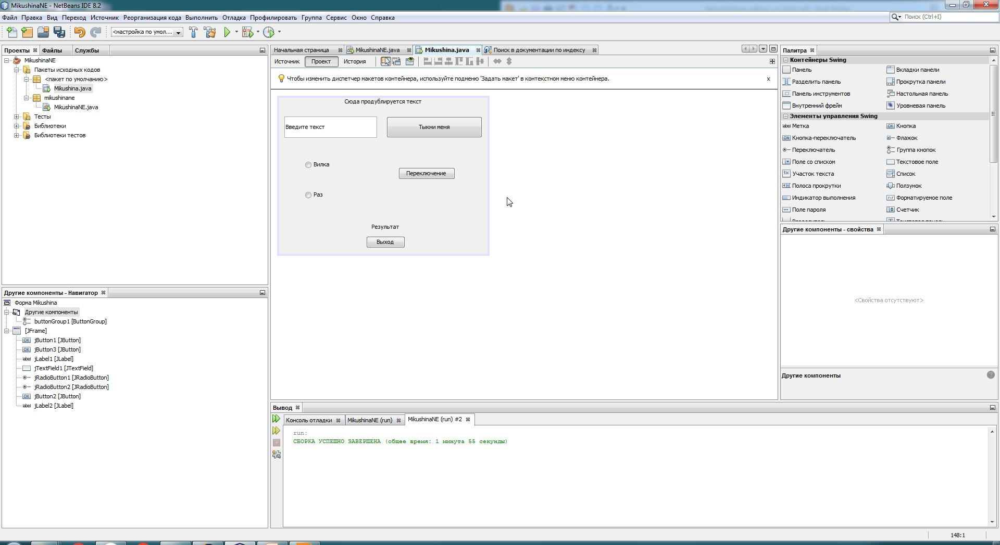 MikushinaNE - NetBeans IDE 8.2
Файл Правка Вид Переход Источник Реорганизация кода Выполнить Отладка Профилировать Группа Сервис Окно Справка
Поиск (Ctrl+I)
<настройка по умол...
Проекты Файлы Службы
MikushinaNE
Пакеты исходных кодов
<пакет по умолчанию>
Mikushina.java
mikushinane
MikushinaNE.java
Тесты
Библиотеки
Библиотеки тестов
Другие компоненты - Навигатор
Форма Mikushina
Другие компоненты
buttonGroup1 [ButtonGroup]
[JFrame]
jButton1 [JButton]
jButton3 [JButton]
jLabel1 [JLabel]
jTextField1 [JTextField]
jRadioButton1 [JRadioButton]
jRadioButton2 [JRadioButton]
jButton2 [JButton]
jLabel2 [JLabel]
Начальная страница MikushinaNE.java Mikushina.java Поиск в документации по индексу
Источник Проект История
Чтобы изменить диспетчер макетов контейнера, используйте подменю 'Задать макет' в контекстном меню контейнера. x
Сюда продублируется текст
Введите текст Тыкни меня
Вилка
Переключение
Раз
Результат
Выход
Вывод
Консоль отладки MikushinaNE (run) MikushinaNE (run) #2
run:
СБОРКА УСПЕШНО ЗАВЕРШЕНА (общее время: 1 минута 55 секунды)
Палитра
Контейнеры Swing
Панель Вкладки панели
Разделить панель Прокрутка панели
Панель инструментов Настольная панель
Внутренний фрейм Уровневая панель
Элементы управления Swing
label Метка OK Кнопка
ON Кнопка-переключатель Флажок
Переключатель Группа кнопок
Поле со списком Текстовое поле
Участок текста Список
Полоса прокрутки Ползунок
Индикатор выполнения Форматируемое поле
Поле пароля Счетчик
Другие компоненты - свойства
<Свойства отсутствуют>
Другие компоненты
148:1